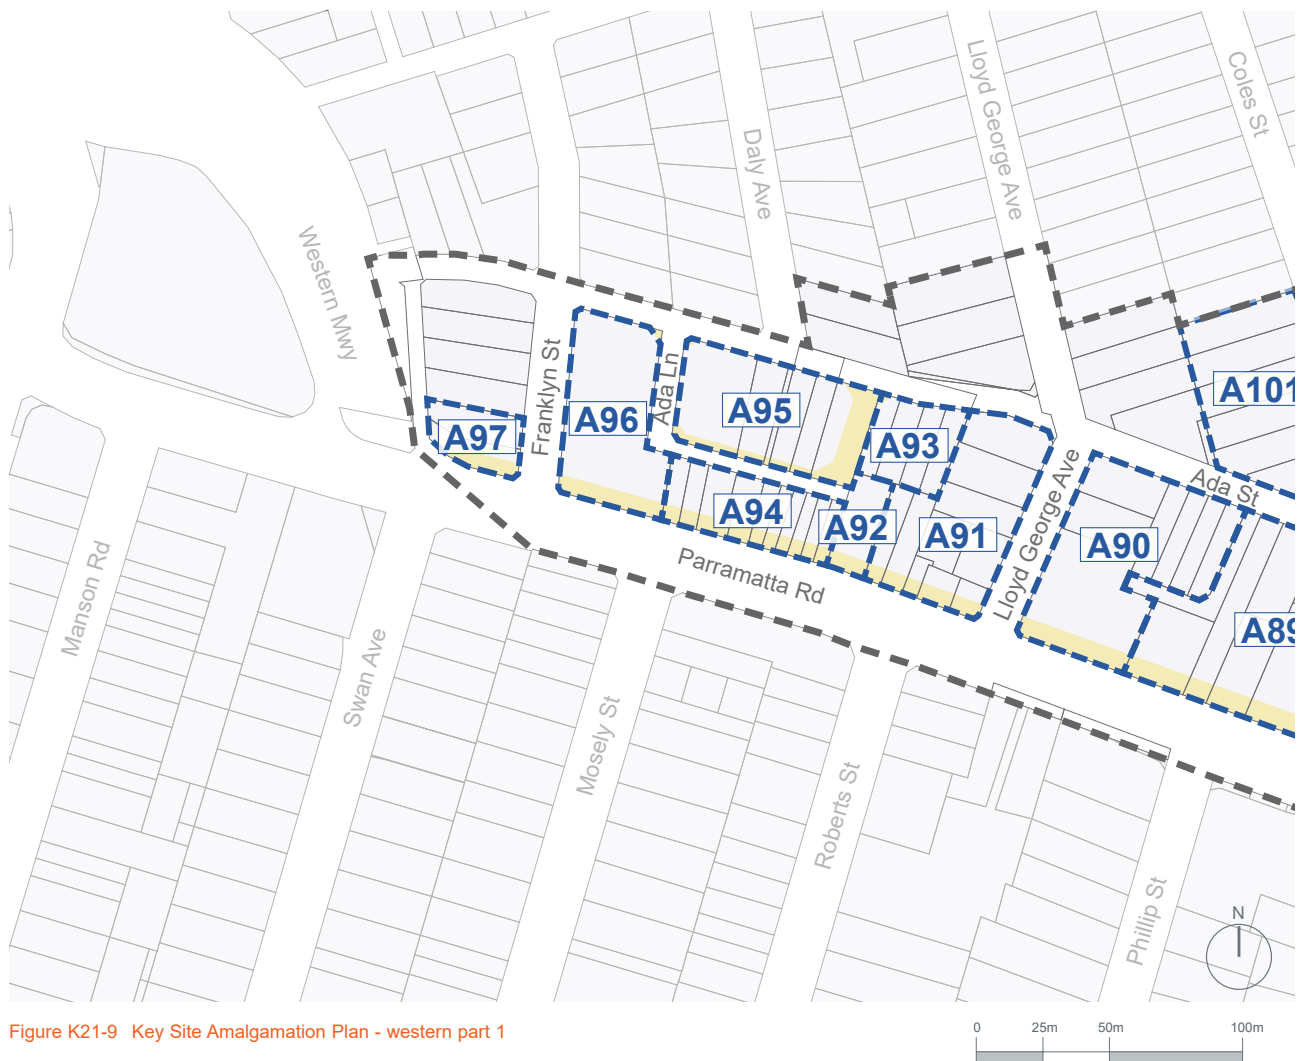 Daly Ave
Lloyd George Ave
Coles St
Western Mwy
Franklyn St
Ada Ln
A101
A97
A96
A95
A93
A94
A92
A91
A90
A89
Ada St
Lloyd George Ave
Parramatta Rd
Manson Rd
Swan Ave
Mosely St
Roberts St
Phillip St
N
Figure K21-9 Key Site Amalgamation Plan - western part 1
0 25m 50m 100m